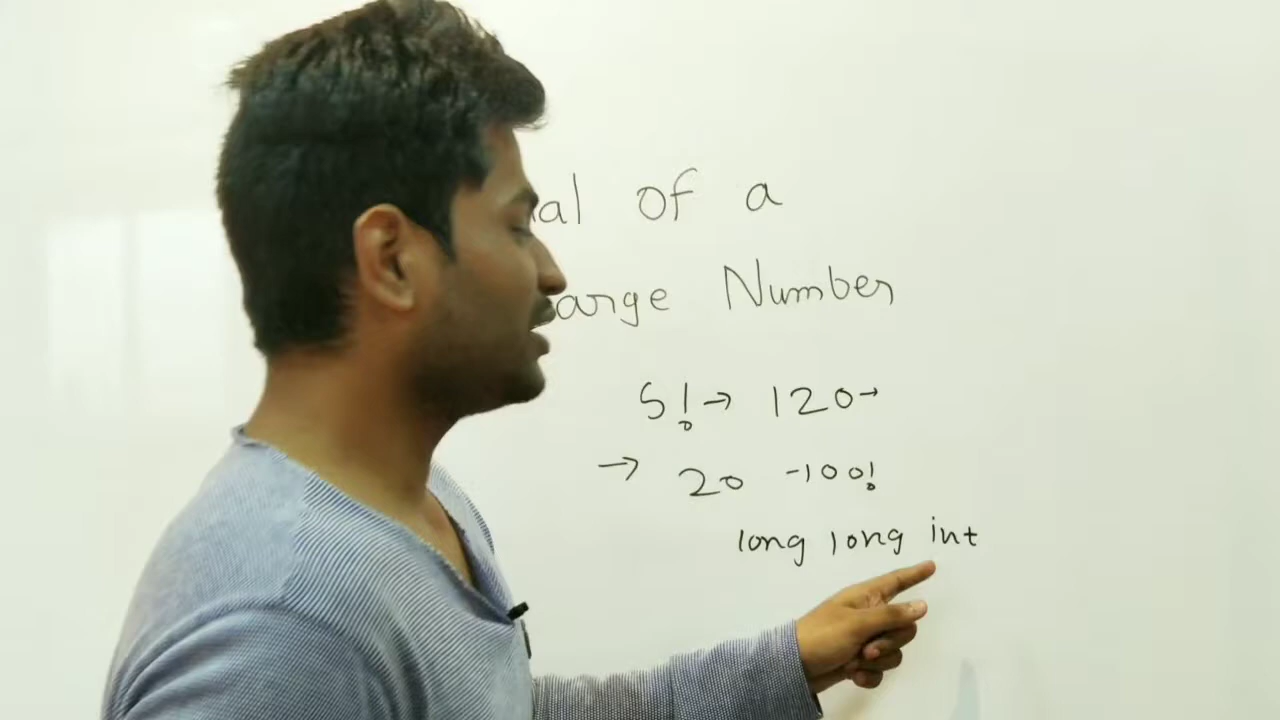 al of a
arge Number
5! → 120 →
→ 20 - 100!
long long int